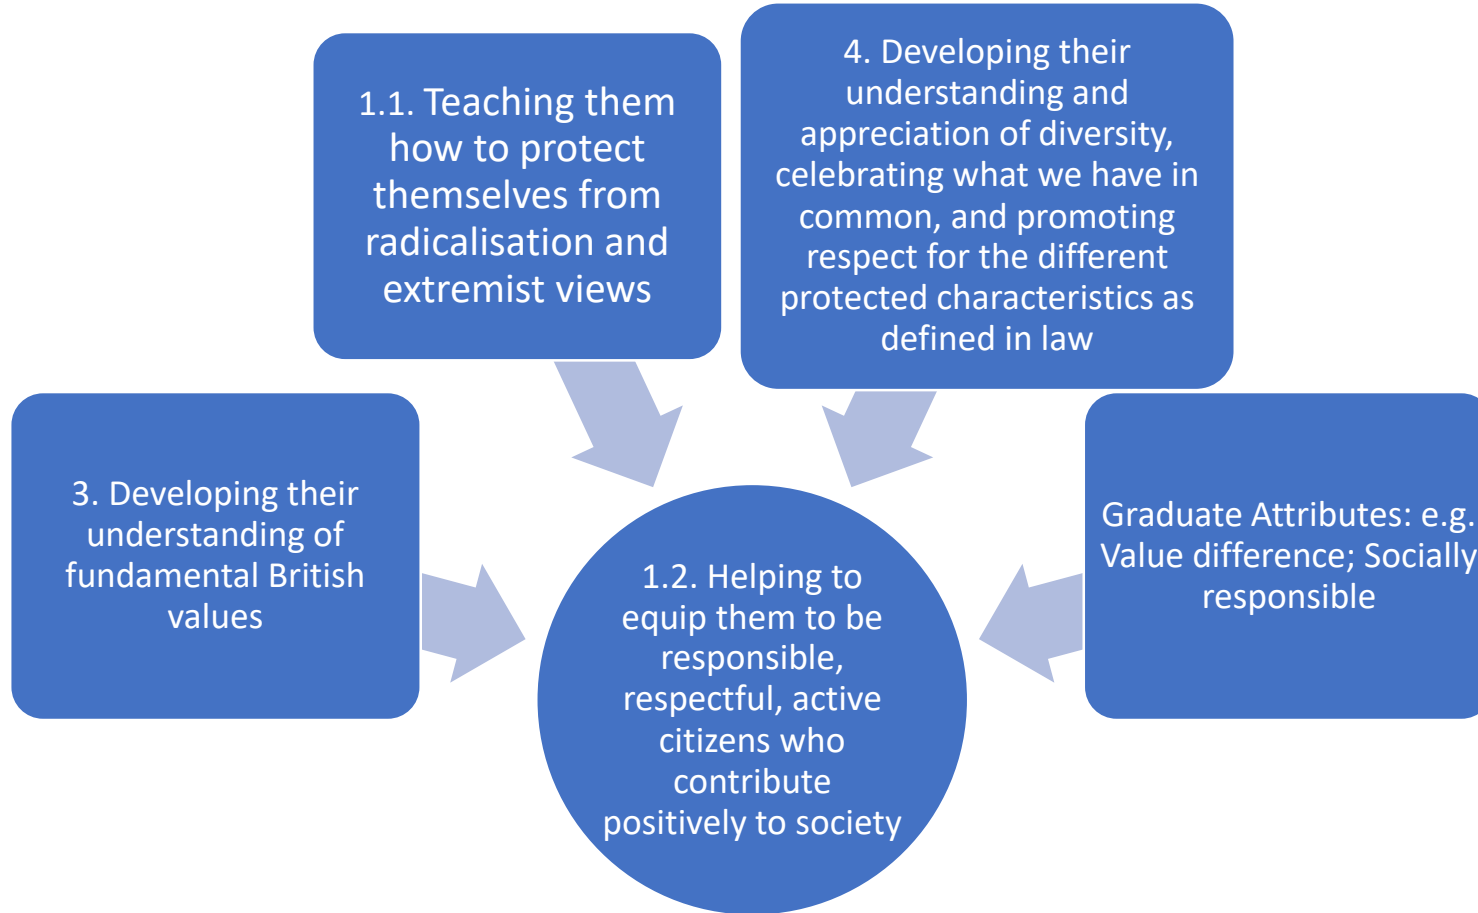 1.1. Teaching them
how to protect
themselves from
radicalisation and
extremist views
4. Developing their
understanding and
appreciation of diversity,
celebrating what we have in
common, and promoting
respect for the different
protected characteristics as
defined in law
3. Developing their
understanding of
fundamental British
values
Graduate Attributes: e.g.
Value difference; Socially
responsible
1.2. Helping to
equip them to be
responsible,
respectful, active
citizens who
contribute
positively to society